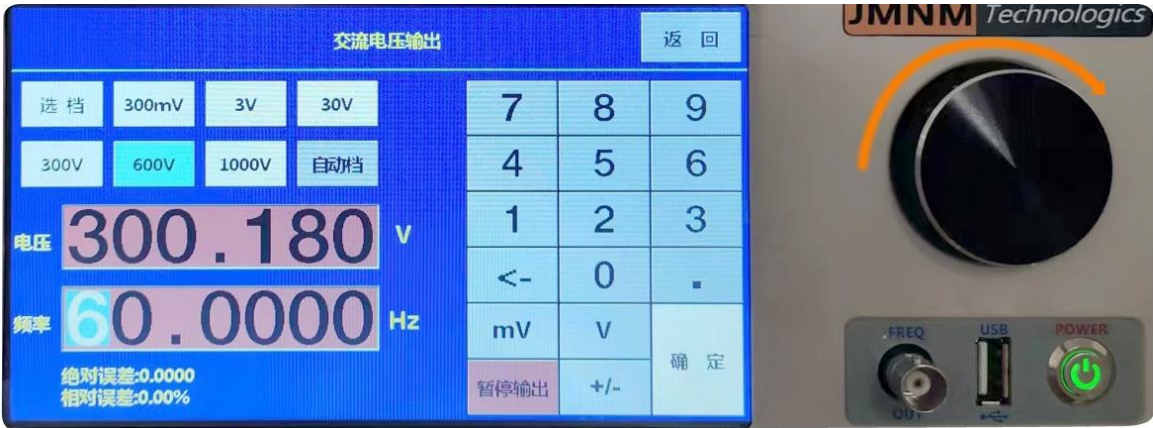 JMNM Technologics
交流电压输出
返 回
选 档 300mV 3V 30V
300V 600V 1000V 自动档
电压 300.180 V
频率 60.0000 Hz
绝对误差:0.0000
相对误差:0.00%
7 8 9
4 5 6
1 2 3
<- 0 .
mV V
确 定
暂停输出 +/-
FREQ USB POWER
OUT